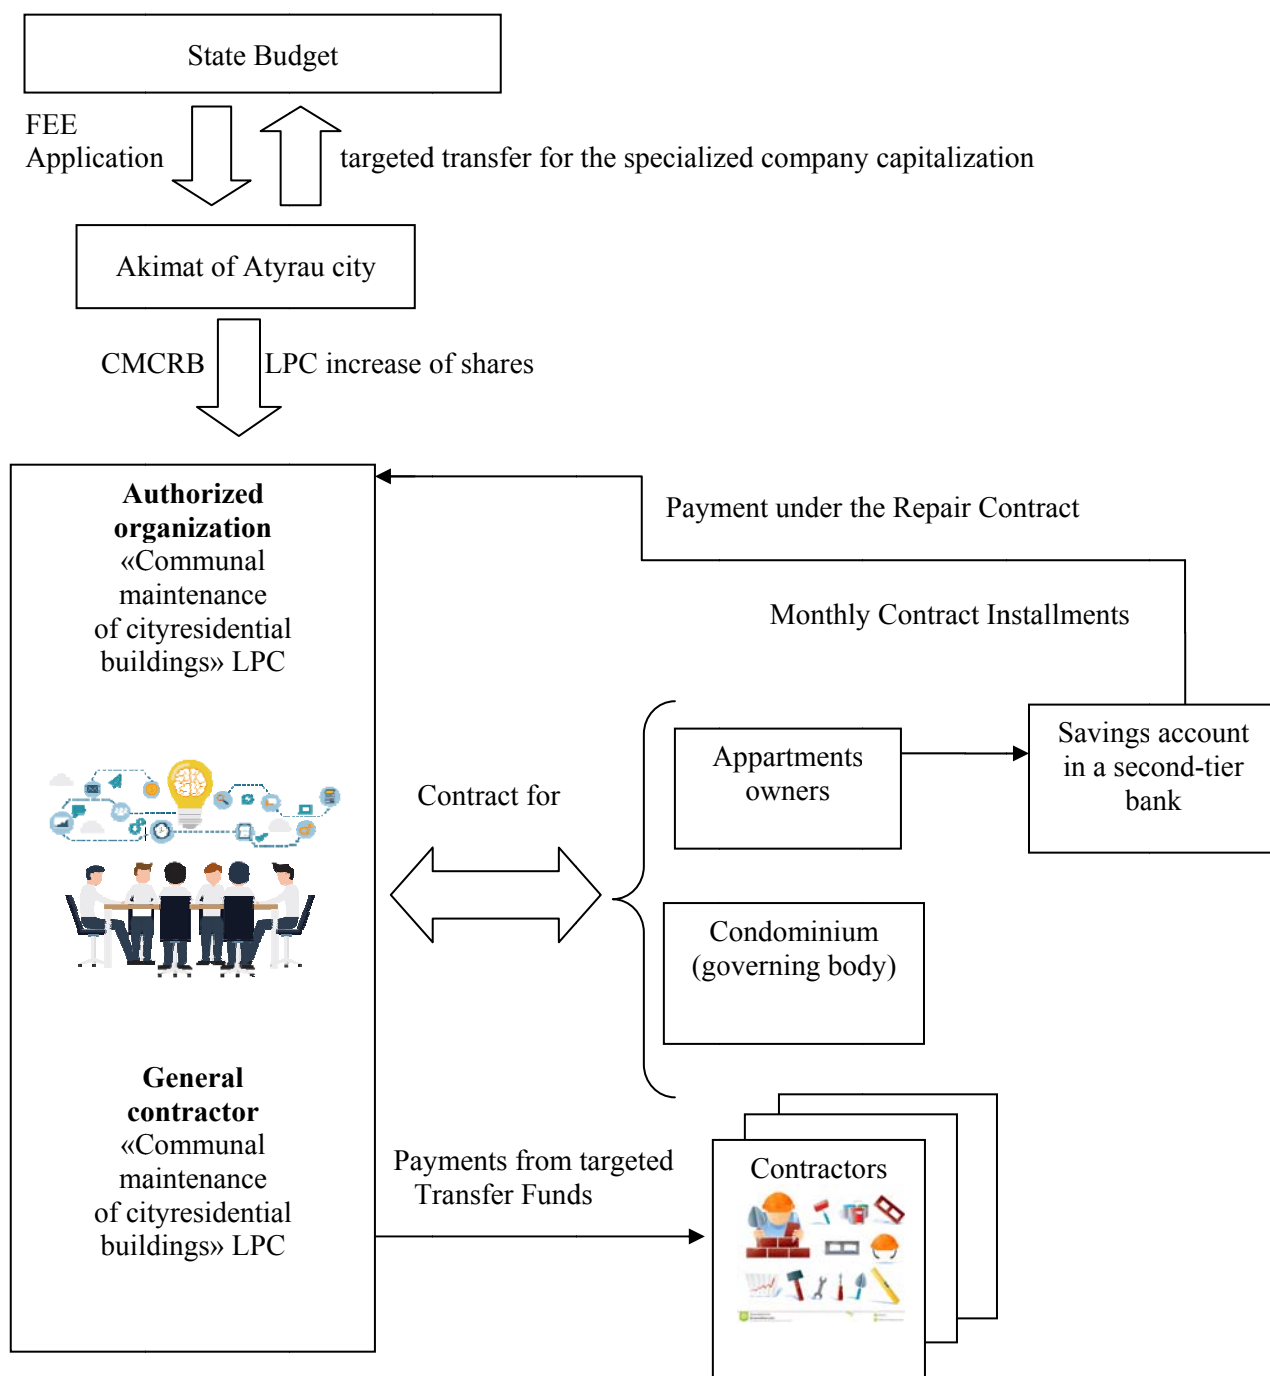 State Budget
FEE
Application
targeted transfer for the specialized company capitalization
Akimat of Atyrau city
CMCRB
LPC increase of shares
Authorized
organization
«Communal
maintenance
of cityresidential
buildings» LPC
Payment under the Repair Contract
Monthly Contract Installments
Appartments
owners
Savings account
in a second-tier
bank
Contract for
Condominium
(governing body)
General
contractor
«Communal
maintenance
of cityresidential
buildings» LPC
Payments from targeted
Transfer Funds
Contractors